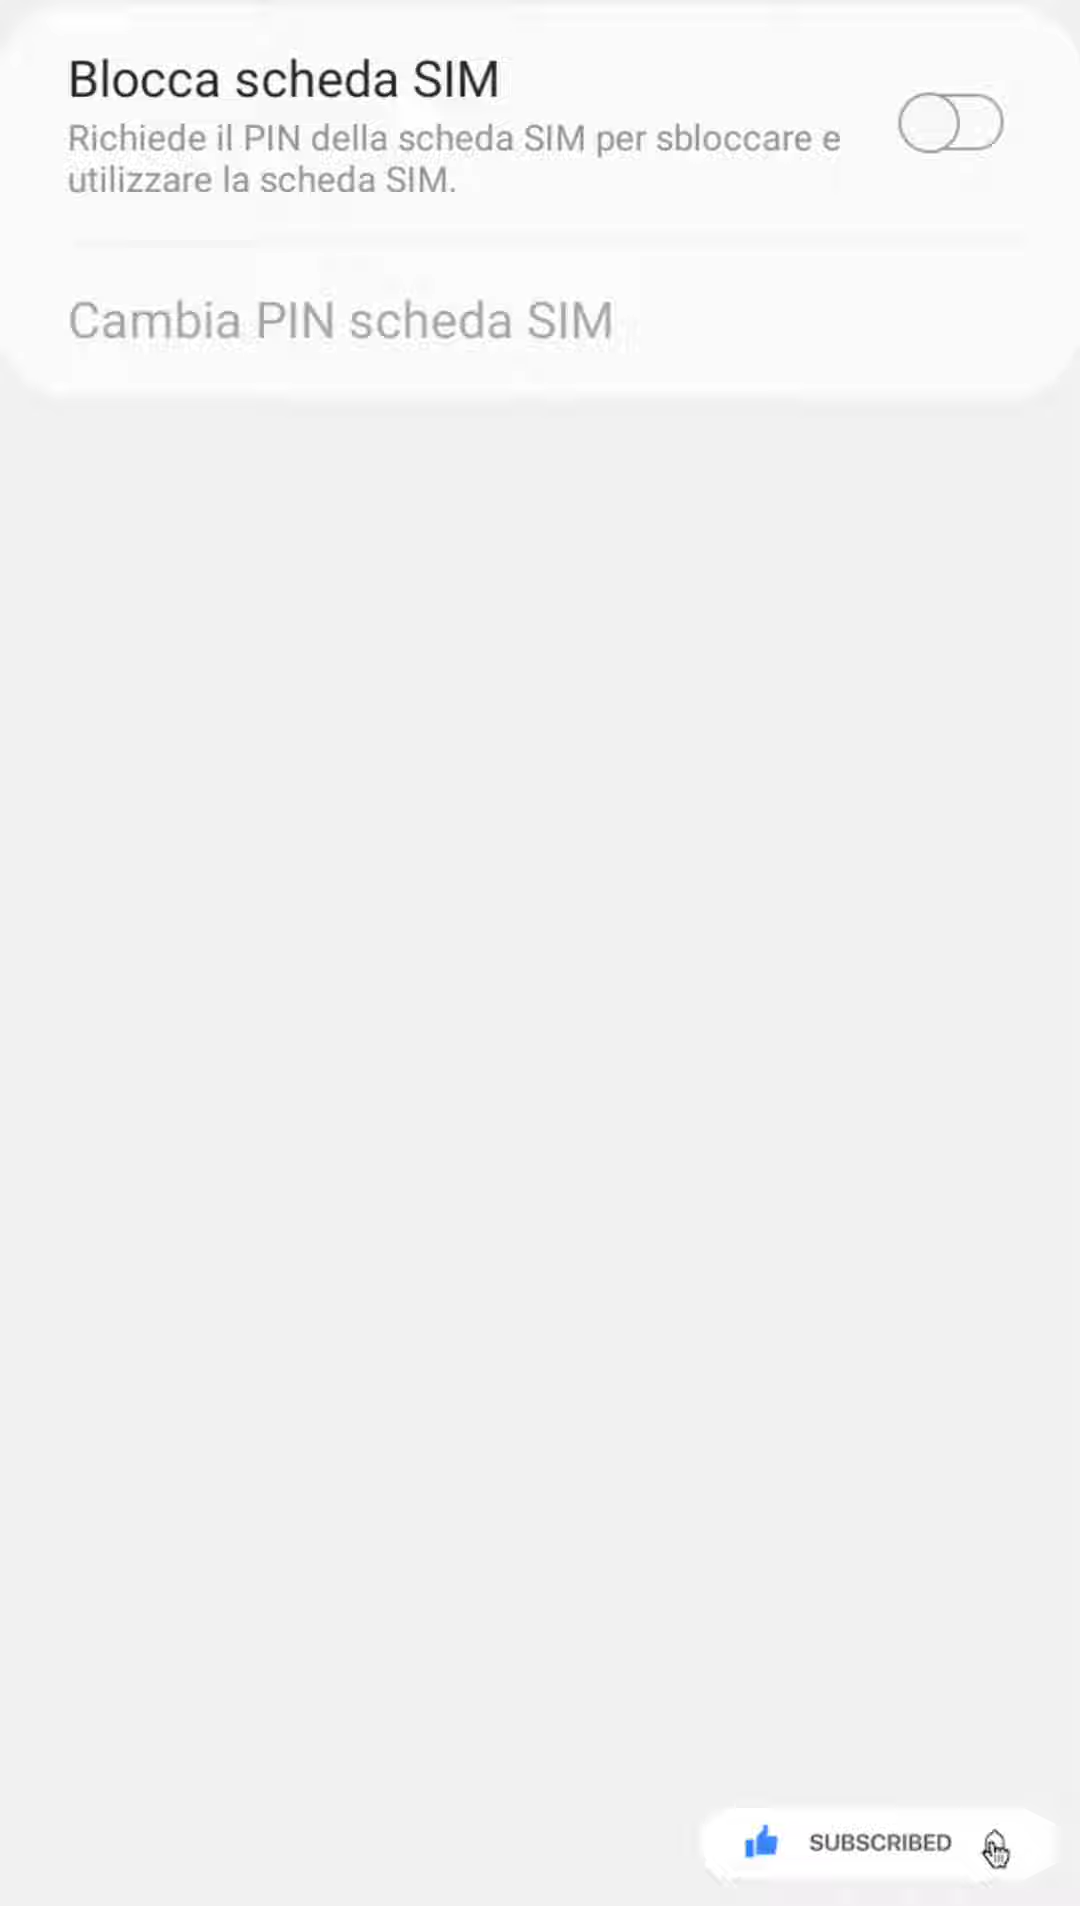 Blocca scheda SIM
Richiede il PIN della scheda SIM per sbloccare e
utilizzare la scheda SIM.
Cambia PIN scheda SIM
SUBSCRIBED